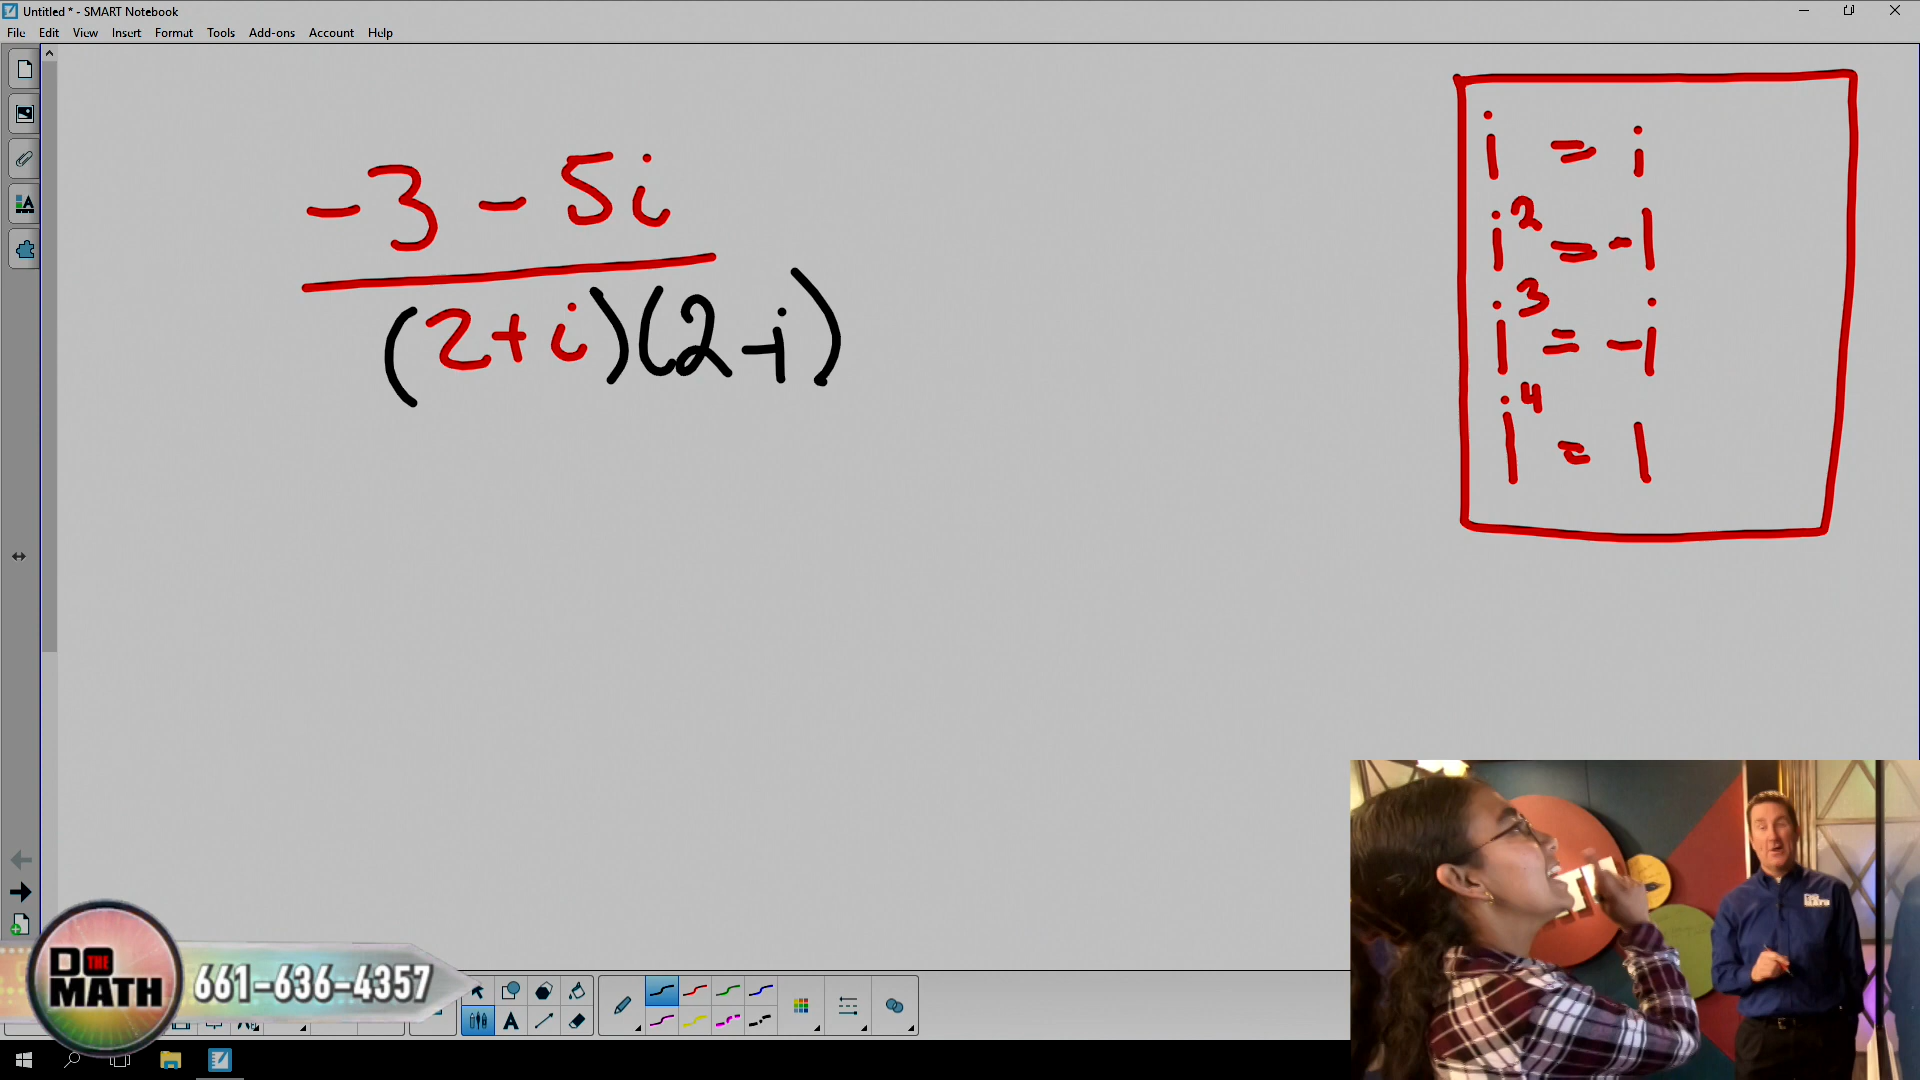 Untitled * - SMART Notebook
File Edit View Insert Format Tools Add-ons Account Help
-3 - 5i
(2+i)(2-i)
i = i
i² = -1
i³ = -i
i⁴ = 1
DO THE MATH
661-636-4357